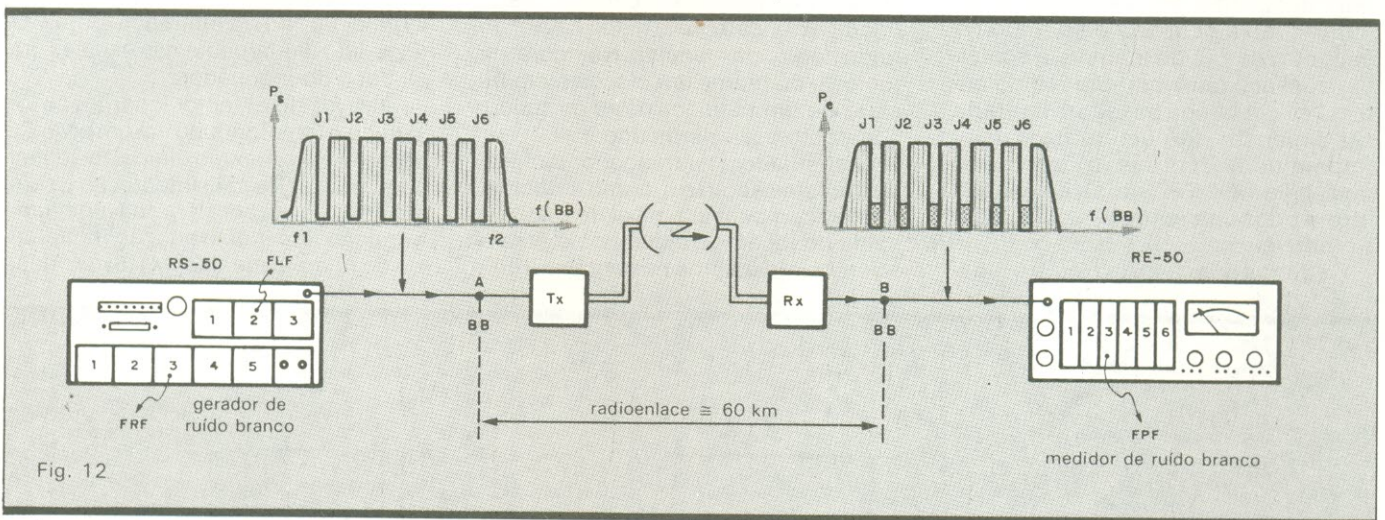 Ps
J1 J2 J3 J4 J5 J6
f(BB)
f1
f2
Pe
J1 J2 J3 J4 J5 J6
f(BB)
RS-50
FLF
1 2 3
1 2 3 4 5
FRF
gerador de
ruído branco
A
BB
Tx
Rx
B
BB
radioenlace ≅ 60 km
RE-50
1 2 3 4 5 6
FPF
medidor de ruído branco
Fig. 12